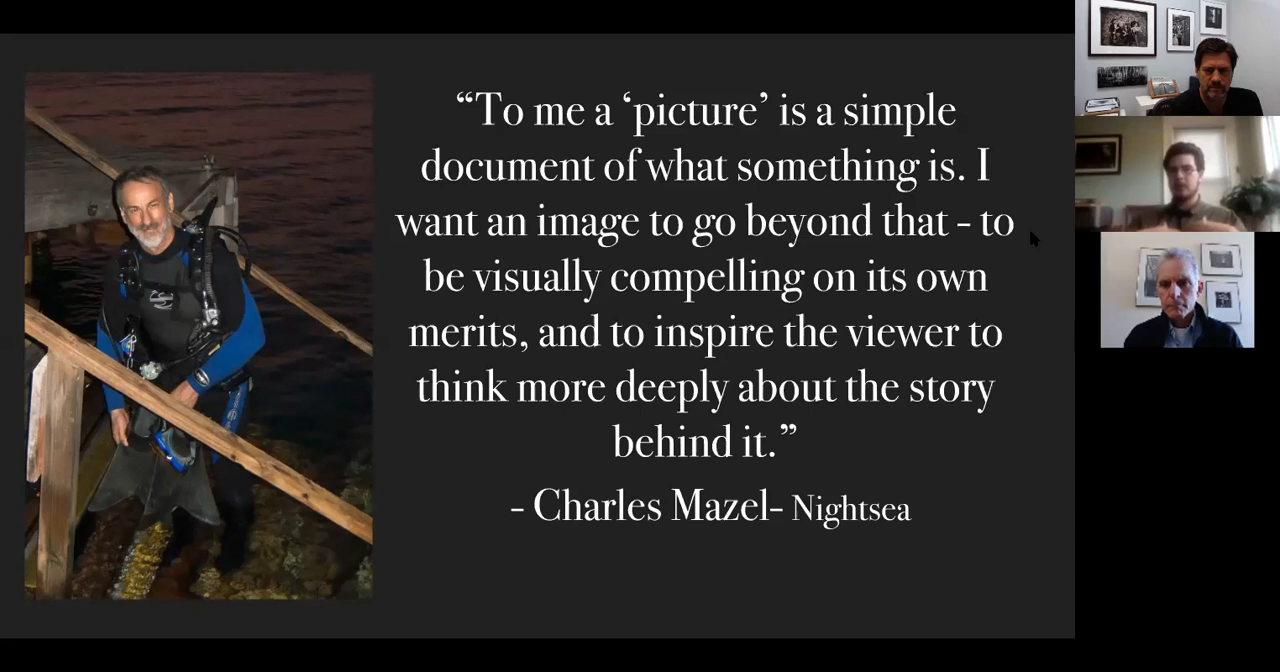 “To me a ‘picture’ is a simple
document of what something is. I
want an image to go beyond that – to
be visually compelling on its own
merits, and to inspire the viewer to
think more deeply about the story
behind it.”
– Charles Mazel– Nightsea